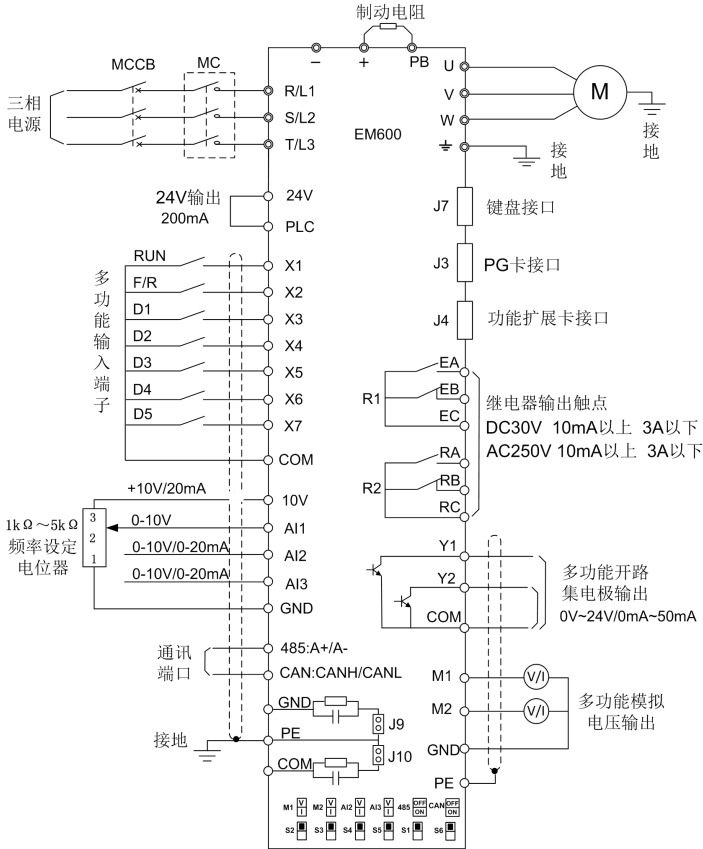 制动电阻
MCCB
MC
−
+
PB
三相
电源
R/L1
S/L2
T/L3
EM600
U
V
W
M
接
地
接
地
24V输出
200mA
24V
PLC
J7
键盘接口
J3
PG卡接口
J4
功能扩展卡接口
多
功
能
输
入
端
子
RUN
X1
F/R
X2
D1
X3
D2
X4
D3
X5
D4
X6
D5
X7
COM
R1
EA
EB
EC
R2
RA
RB
RC
继电器输出触点
DC30V 10mA以上 3A以下
AC250V 10mA以上 3A以下
+10V/20mA
10V
1kΩ～5kΩ
频率设定
电位器
3
2
1
0-10V
AI1
0-10V/0-20mA
AI2
0-10V/0-20mA
AI3
GND
Y1
Y2
COM
多功能开路
集电极输出
0V~24V/0mA~50mA
通讯
端口
485:A+/A-
CAN:CANH/CANL
M1
V/I
M2
V/I
GND
多功能模拟
电压输出
GND
J9
接地
PE
J10
COM
PE
M1 V I
M2 V I
AI2 V I
AI3 V I
485 OFF ON
CAN OFF ON
S2
S3
S4
S5
S1
S6